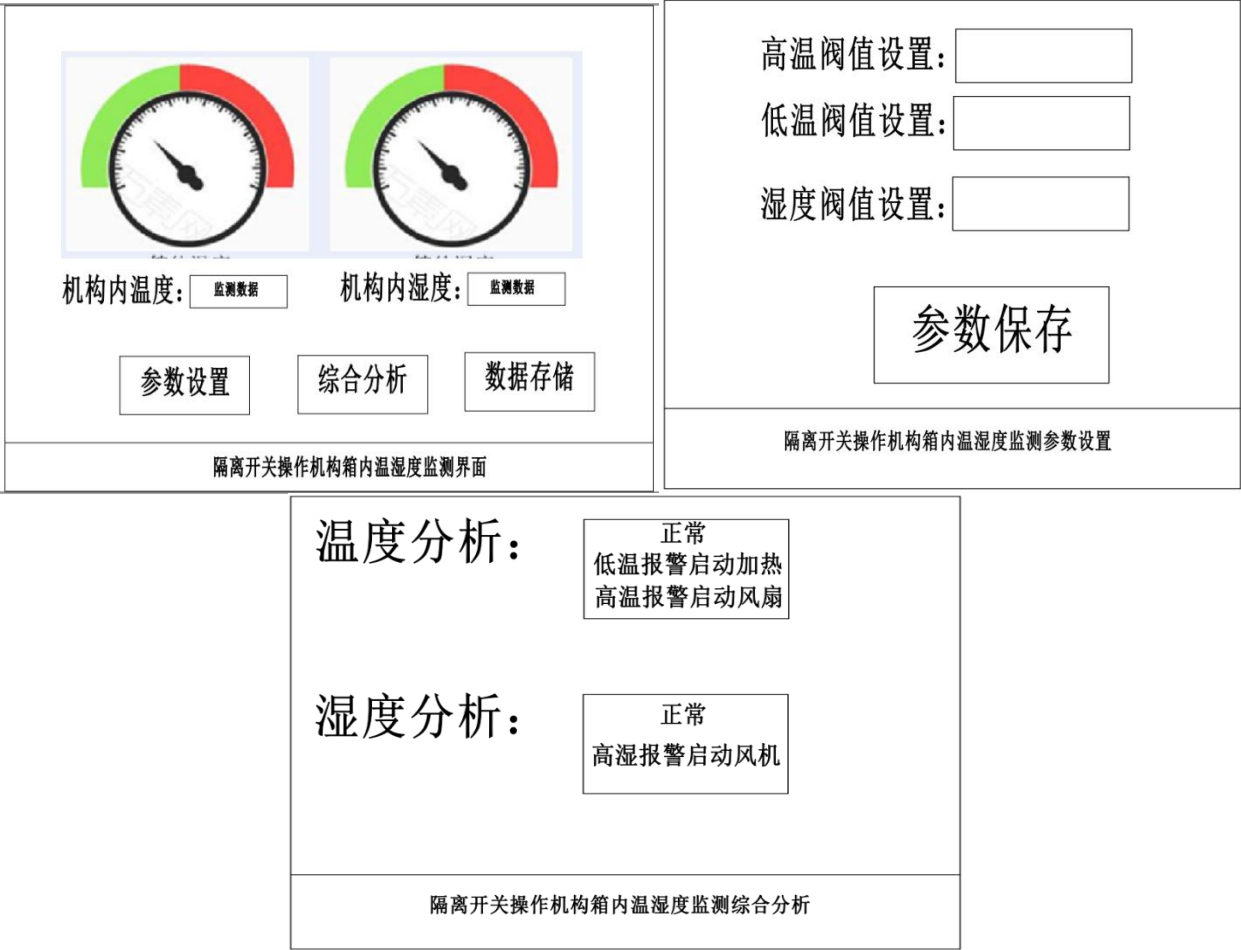 机构内温度：
监测数据
机构内湿度：
监测数据
参数设置
综合分析
数据存储
隔离开关操作机构箱内温湿度监测界面
高温阀值设置：
低温阀值设置：
湿度阀值设置：
参数保存
隔离开关操作机构箱内温湿度监测参数设置
温度分析：
正常
低温报警启动加热
高温报警启动风扇
湿度分析：
正常
高湿报警启动风机
隔离开关操作机构箱内温湿度监测综合分析